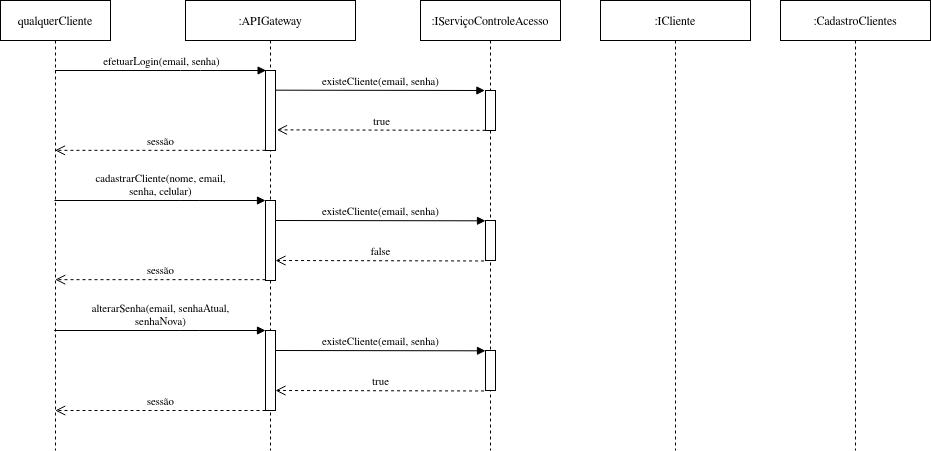 qualquerCliente
:APIGateway
:IServiçoControleAcesso
:ICliente
:CadastroClientes
efetuarLogin(email, senha)
existeCliente(email, senha)
true
sessão
cadastrarCliente(nome, email,
senha, celular)
existeCliente(email, senha)
false
sessão
alterarSenha(email, senhaAtual,
senhaNova)
existeCliente(email, senha)
true
sessão